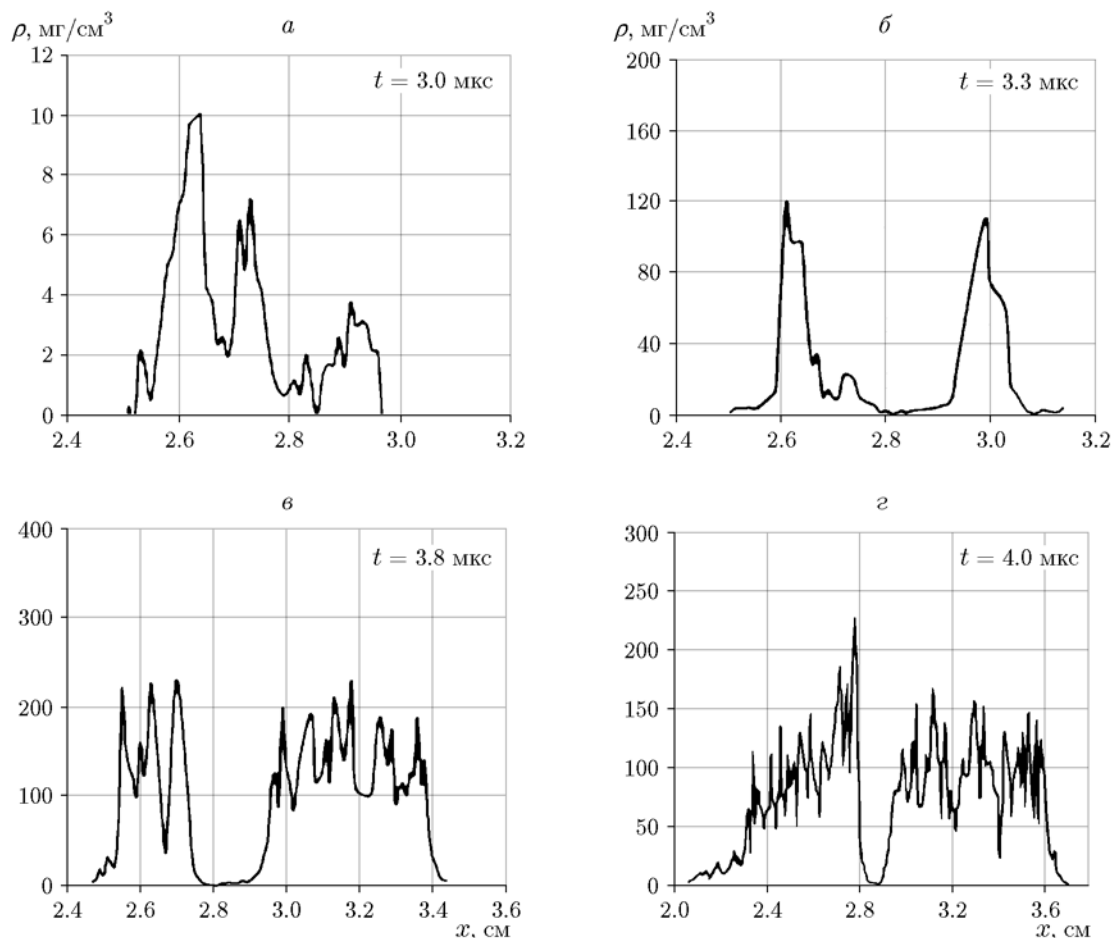 ρ, мг/см³ а
12
t = 3.0 мкс
10
8
6
4
2
0
2.4 2.6 2.8 3.0 3.2
ρ, мг/см³ б
200
t = 3.3 мкс
160
120
80
40
0
2.4 2.6 2.8 3.0 3.2
в
400
t = 3.8 мкс
300
200
100
0
2.4 2.6 2.8 3.0 3.2 3.4 3.6
x, см
г
300
t = 4.0 мкс
250
200
150
100
50
0
2.0 2.4 2.8 3.2 3.6
x, см